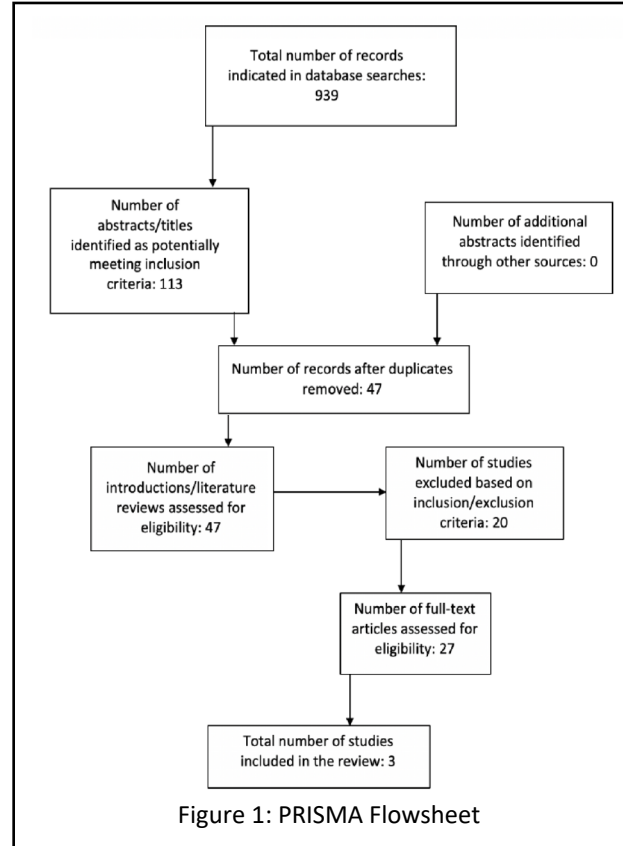 Total number of records
indicated in database searches:
939
Number of
abstracts/titles
identified as potentially
meeting inclusion
criteria: 113
Number of additional
abstracts identified
through other sources: 0
Number of records after duplicates
removed: 47
Number of
introductions/literature
reviews assessed for
eligibility: 47
Number of studies
excluded based on
inclusion/exclusion
criteria: 20
Number of full-text
articles assessed for
eligibility: 27
Total number of studies
included in the review: 3
Figure 1: PRISMA Flowsheet